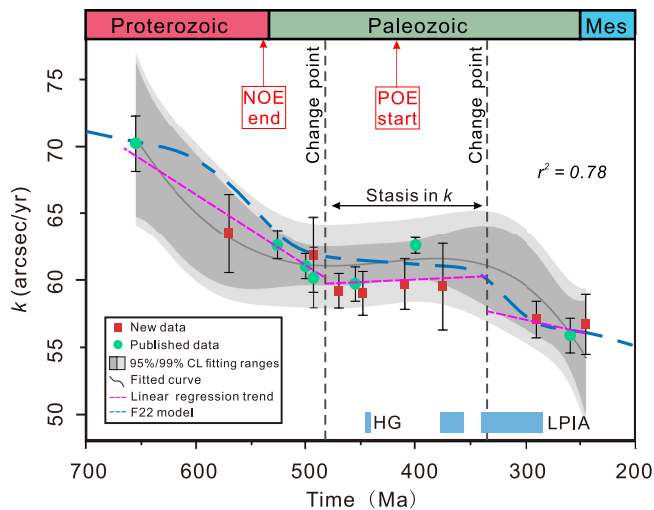 Proterozoic
Paleozoic
Mes
NOE
end
Change point
POE
start
Change point
r² = 0.78
Stasis in k
k (arcsec/yr)
75
70
65
60
55
50
New data
Published data
95%/99% CL fitting ranges
Fitted curve
Linear regression trend
F22 model
HG
LPIA
700
600
500
400
300
200
Time (Ma)